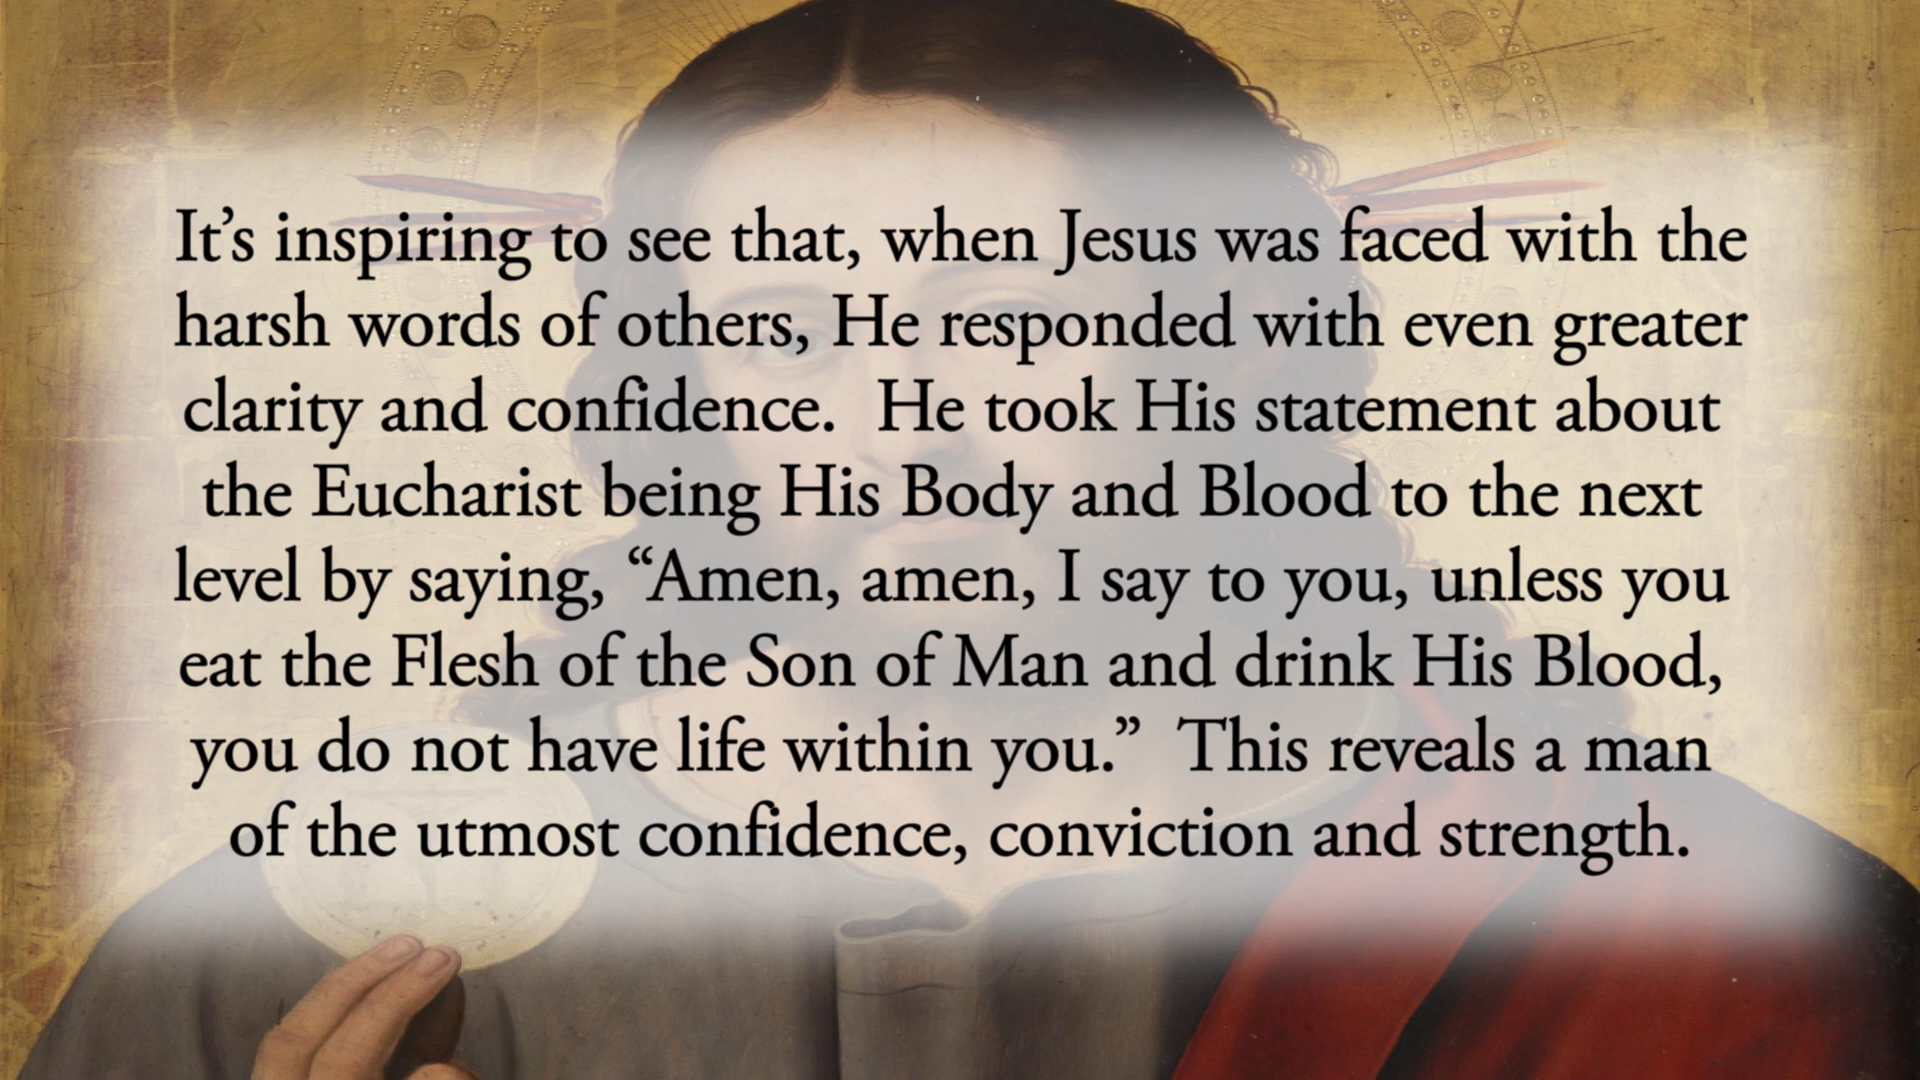 It’s inspiring to see that, when Jesus was faced with the
harsh words of others, He responded with even greater
clarity and confidence.  He took His statement about
the Eucharist being His Body and Blood to the next
level by saying, “Amen, amen, I say to you, unless you
eat the Flesh of the Son of Man and drink His Blood,
you do not have life within you.”  This reveals a man
of the utmost confidence, conviction and strength.